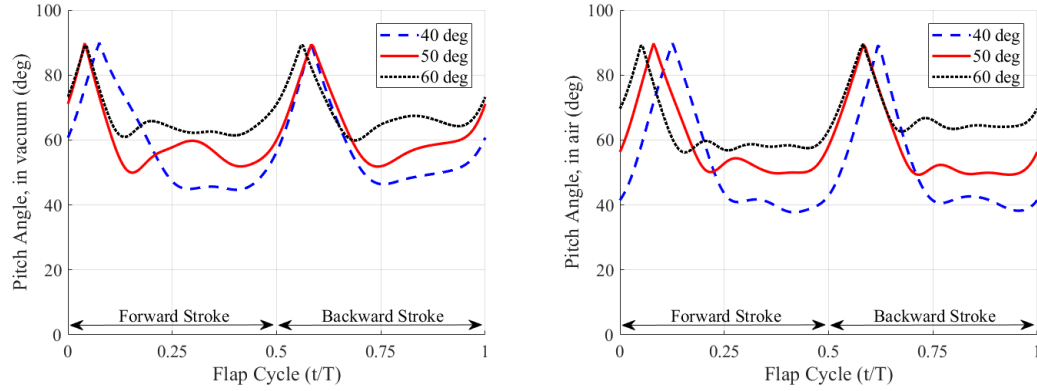 Pitch Angle, in vacuum (deg)
100
80
60
40
20
0
40 deg
50 deg
60 deg
Forward Stroke
Backward Stroke
0
0.25
0.5
0.75
1
Flap Cycle (t/T)
Pitch Angle, in air (deg)
100
80
60
40
20
0
40 deg
50 deg
60 deg
Forward Stroke
Backward Stroke
0
0.25
0.5
0.75
1
Flap Cycle (t/T)